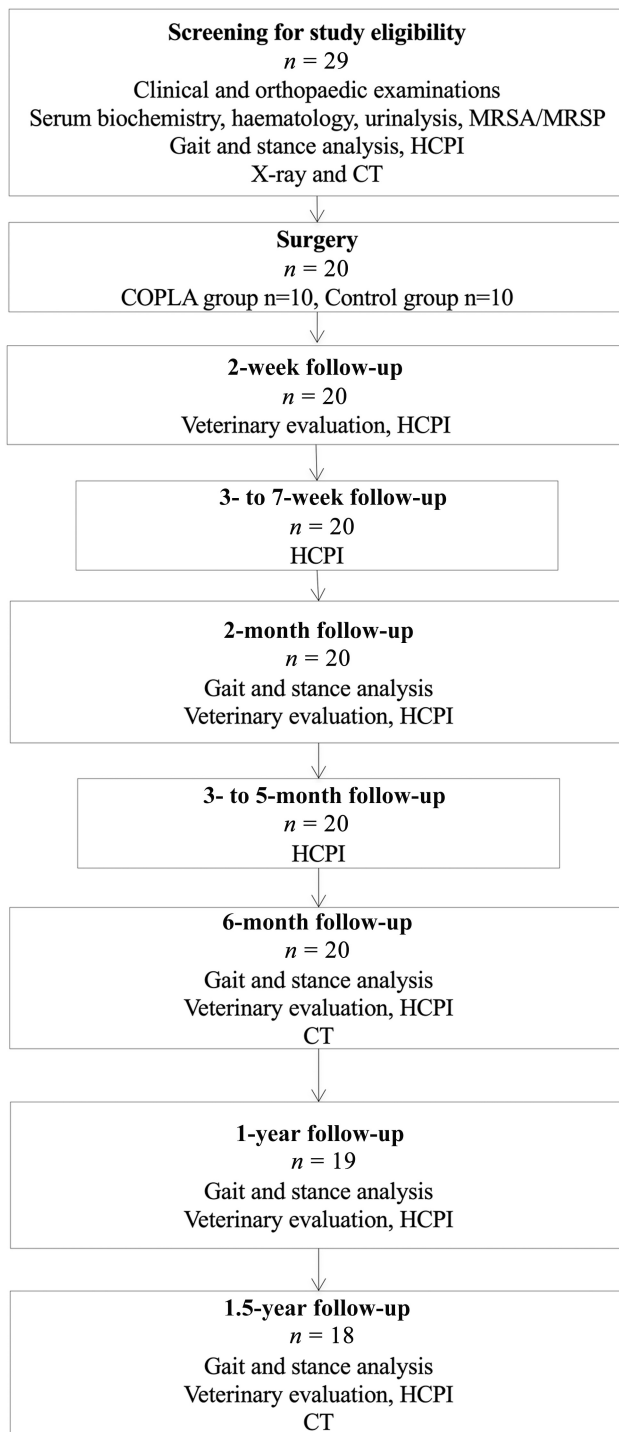 Screening for study eligibility
n = 29
Clinical and orthopaedic examinations
Serum biochemistry, haematology, urinalysis, MRSA/MRSP
Gait and stance analysis, HCPI
X-ray and CT
Surgery
n = 20
COPLA group n=10, Control group n=10
2-week follow-up
n = 20
Veterinary evaluation, HCPI
3- to 7-week follow-up
n = 20
HCPI
2-month follow-up
n = 20
Gait and stance analysis
Veterinary evaluation, HCPI
3- to 5-month follow-up
n = 20
HCPI
6-month follow-up
n = 20
Gait and stance analysis
Veterinary evaluation, HCPI
CT
1-year follow-up
n = 19
Gait and stance analysis
Veterinary evaluation, HCPI
1.5-year follow-up
n = 18
Gait and stance analysis
Veterinary evaluation, HCPI
CT